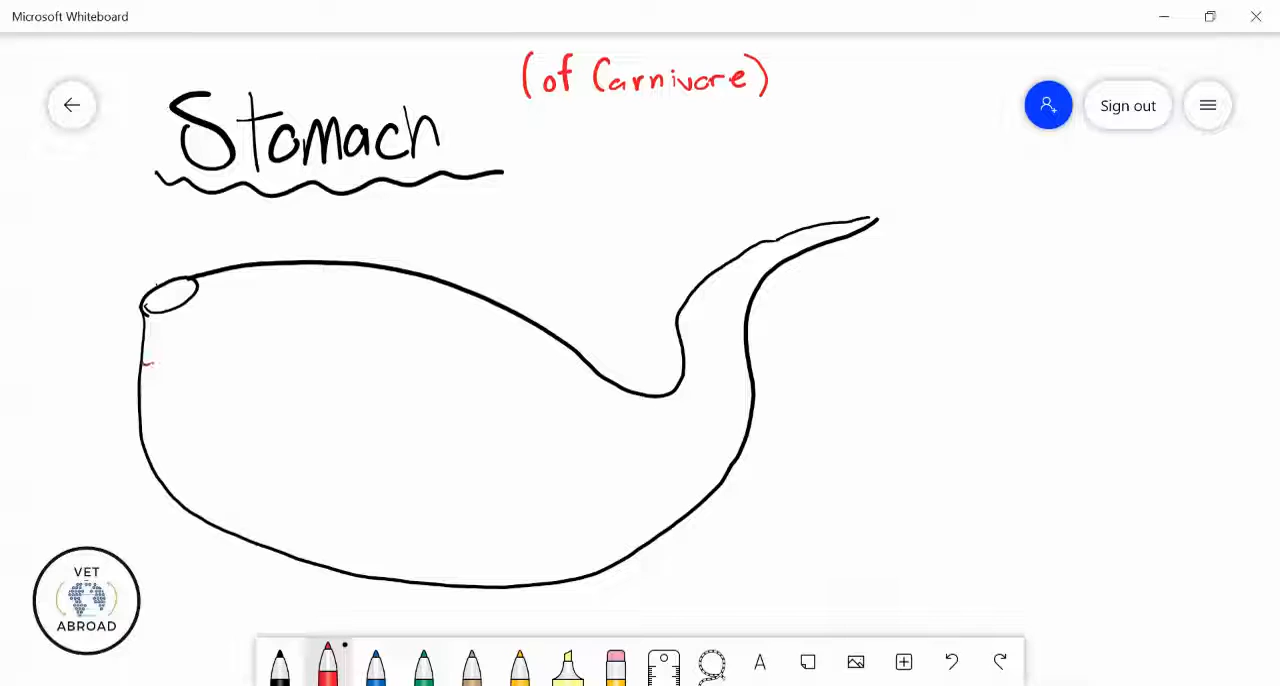 Microsoft Whiteboard
(of Carnivore)
Stomach
Sign out
VET
ABROAD